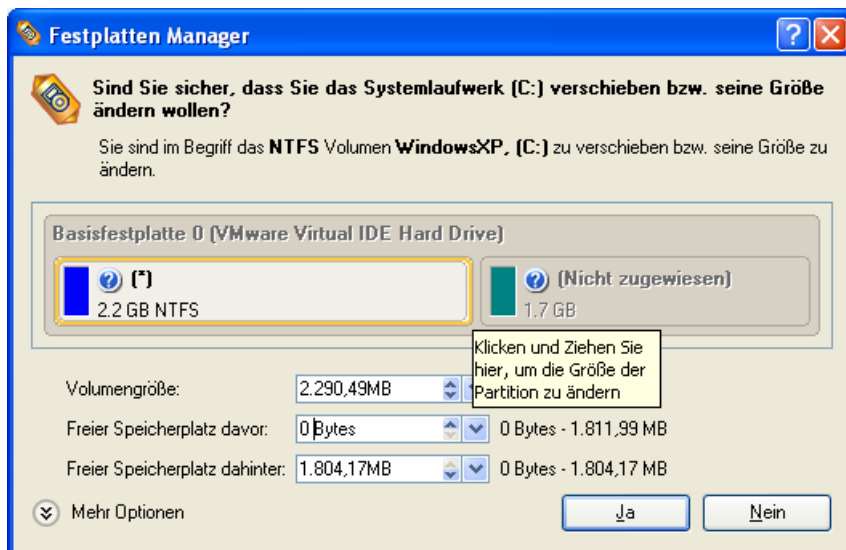 Festplatten Manager
Sind Sie sicher, dass Sie das Systemlaufwerk (C:) verschieben bzw. seine Größe
ändern wollen?
Sie sind im Begriff das NTFS Volumen WindowsXP, (C:) zu verschieben bzw. seine Größe zu
ändern.
Basisfestplatte 0 (VMware Virtual IDE Hard Drive)
(*)
2.2 GB NTFS
(Nicht zugewiesen)
1.7 GB
Klicken und Ziehen Sie
hier, um die Größe der
Partition zu ändern
Volumengröße: 2.290,49MB
Freier Speicherplatz davor: 0 Bytes 0 Bytes - 1.811,99 MB
Freier Speicherplatz dahinter: 1.804,17MB 0 Bytes - 1.804,17 MB
Mehr Optionen Ja Nein